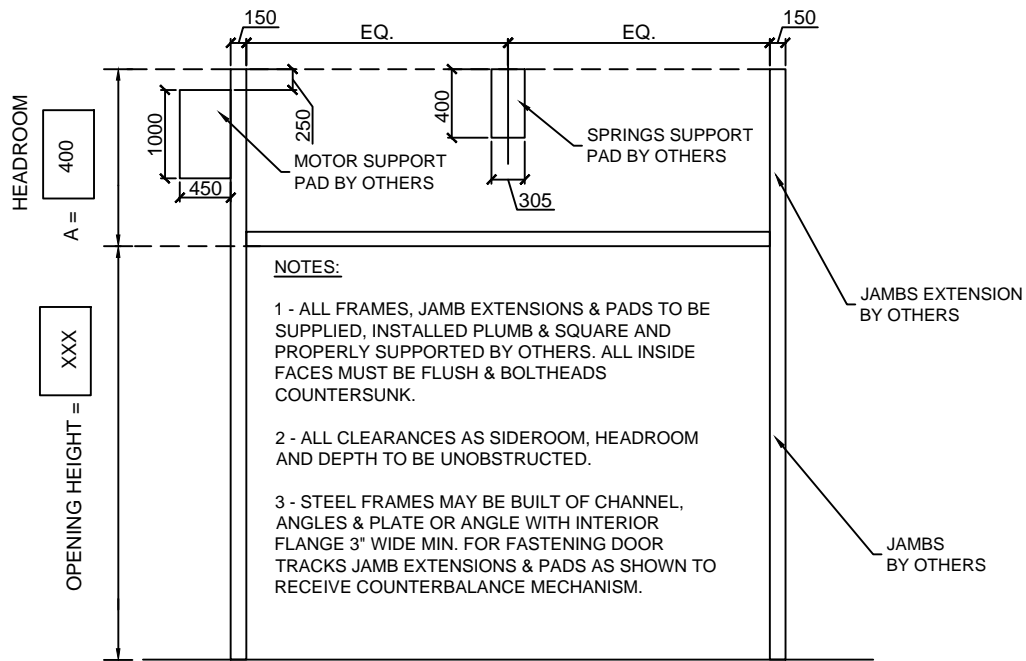 150
EQ.
EQ.
150
HEADROOM
A = 400
1000
450
250
MOTOR SUPPORT
PAD BY OTHERS
400
305
SPRINGS SUPPORT
PAD BY OTHERS
JAMBS EXTENSION
BY OTHERS
OPENING HEIGHT = XXX
NOTES:
1 - ALL FRAMES, JAMB EXTENSIONS & PADS TO BE
SUPPLIED, INSTALLED PLUMB & SQUARE AND
PROPERLY SUPPORTED BY OTHERS. ALL INSIDE
FACES MUST BE FLUSH & BOLTHEADS
COUNTERSUNK.
2 - ALL CLEARANCES AS SIDEROOM, HEADROOM
AND DEPTH TO BE UNOBSTRUCTED.
3 - STEEL FRAMES MAY BE BUILT OF CHANNEL,
ANGLES & PLATE OR ANGLE WITH INTERIOR
FLANGE 3" WIDE MIN. FOR FASTENING DOOR
TRACKS JAMB EXTENSIONS & PADS AS SHOWN TO
RECEIVE COUNTERBALANCE MECHANISM.
JAMBS
BY OTHERS